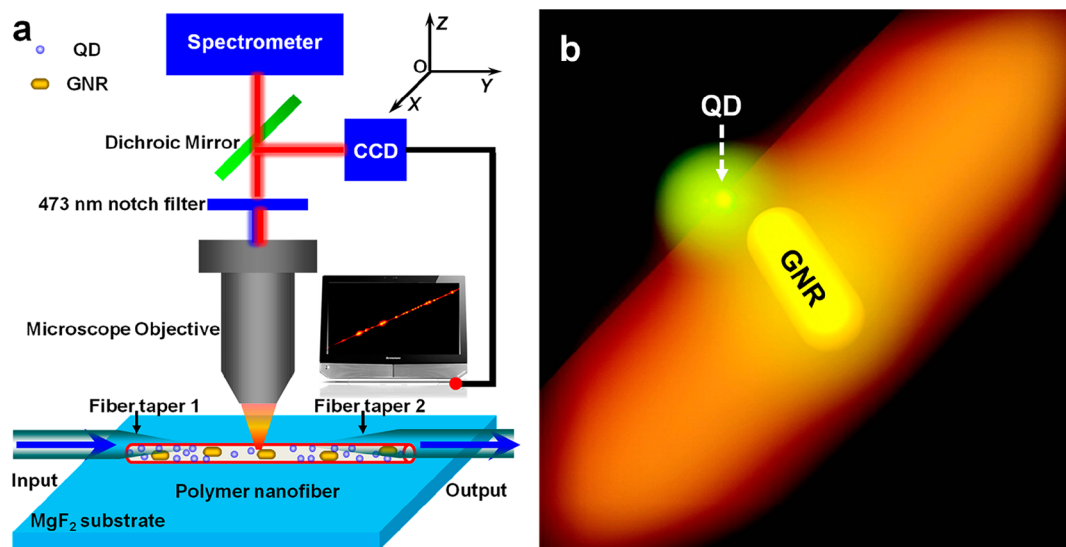 a
QD
GNR
Spectrometer
Z
O
Y
X
Dichroic Mirror
CCD
473 nm notch filter
Microscope Objective
Fiber taper 1
Fiber taper 2
Input
Polymer nanofiber
Output
MgF₂ substrate
b
QD
GNR